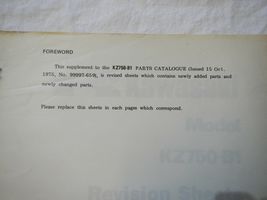 FOREWORD
This supplement to the KZ750-B1 PARTS CATALOGUE (Issued 15 Oct.
1975, No. 99997-65), is revised sheets which contains newly added parts and
newly changed parts.
Please replace this sheets in each pages which correspond.
Model
KZ750-B1
Revision Sheets